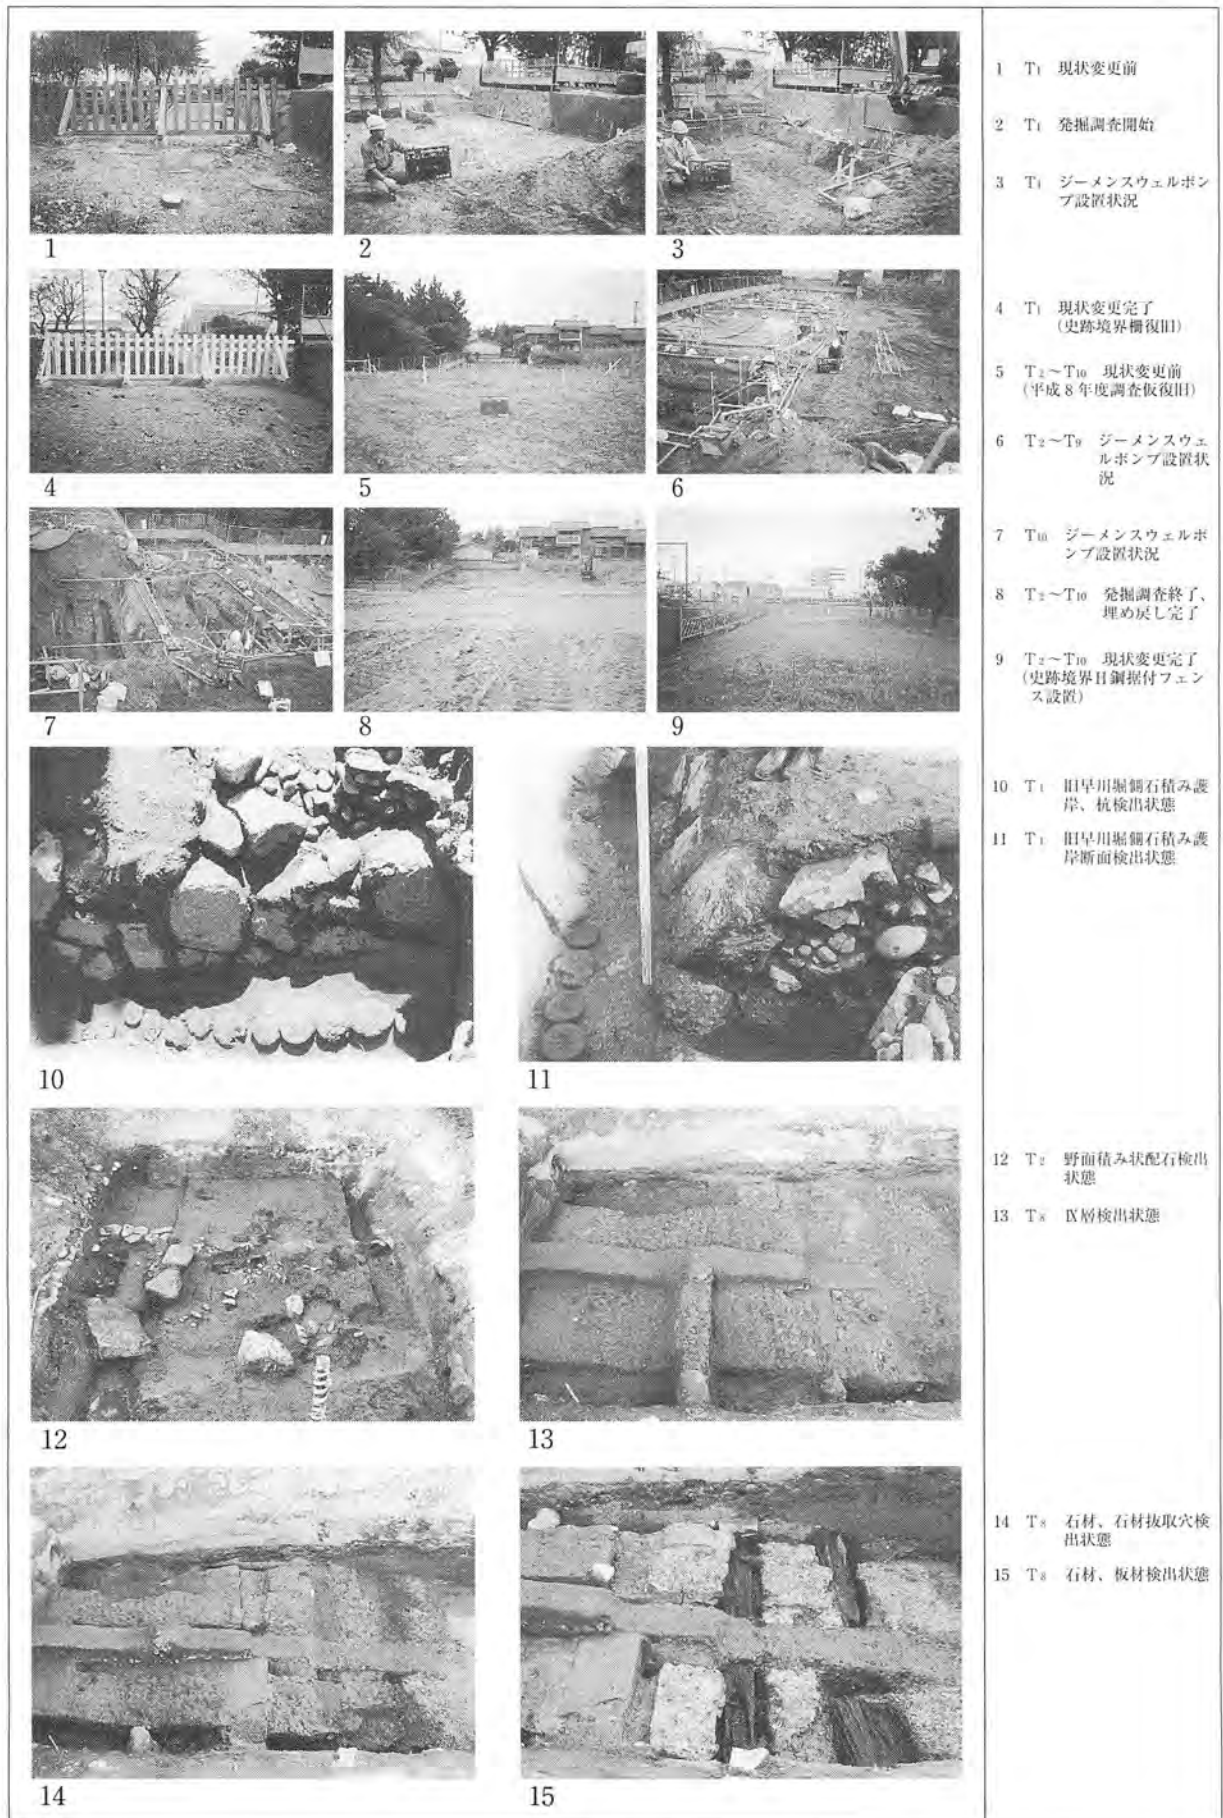 1 T1 現状変更前
2 T1 発掘調査開始
3 T1 ジーメンスウェルポン
プ設置状況
4 T1 現状変更完了
(史跡境界柵復旧)
5 T2～T10 現状変更前
(平成8年度調査仮復旧)
6 T2～T9 ジーメンスウェ
ルポンプ設置状
況
7 T10 ジーメンスウェルポ
ンプ設置状況
8 T2～T10 発掘調査終了、
埋め戻し完了
9 T2～T10 現状変更完了
(史跡境界H鋼据付フェン
ス設置)
10 T1 旧早川堀側石積み護
岸、杭検出状態
11 T1 旧早川堀側石積み護
岸断面検出状態
12 T2 野面積み状配石検出
状態
13 T8 Ⅸ層検出状態
14 T8 石材、石材抜取穴検
出状態
15 T8 石材、板材検出状態
1
2
3
4
5
6
7
8
9
10
11
12
13
14
15